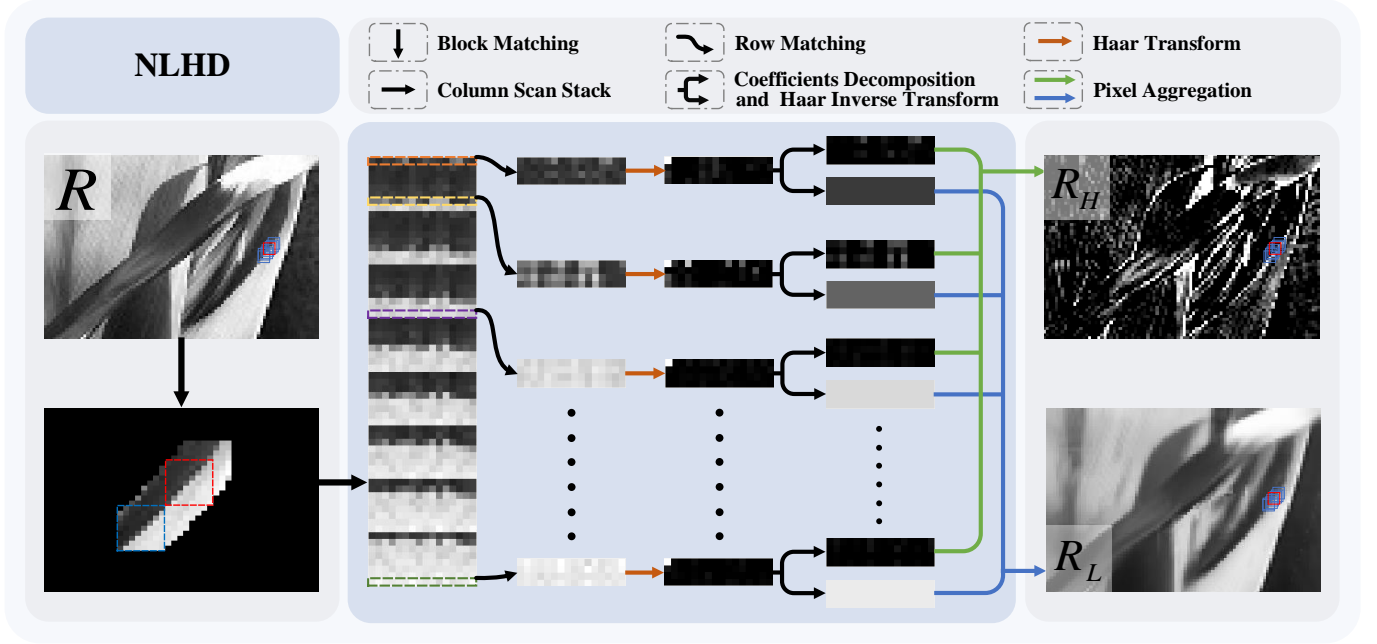 NLHD
Block Matching
Row Matching
Haar Transform
Column Scan Stack
Coefficients Decomposition
and Haar Inverse Transform
Pixel Aggregation
R
R_H
R_L